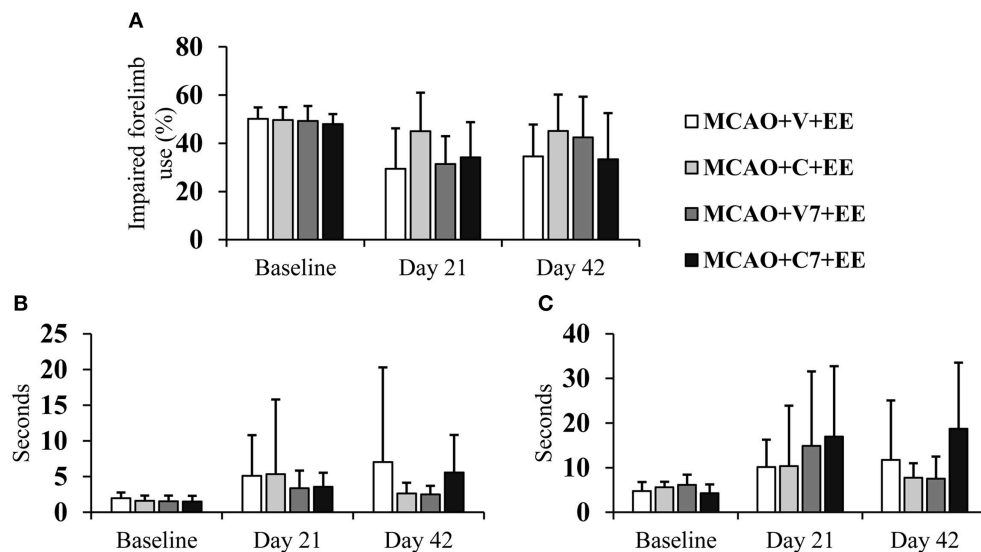 A
80
60
40
20
0
Impaired forelimb
use (%)
Baseline
Day 21
Day 42
MCAO+V+EE
MCAO+C+EE
MCAO+V7+EE
MCAO+C7+EE
B
25
20
15
10
5
0
Seconds
Baseline
Day 21
Day 42
C
40
30
20
10
0
Seconds
Baseline
Day 21
Day 42